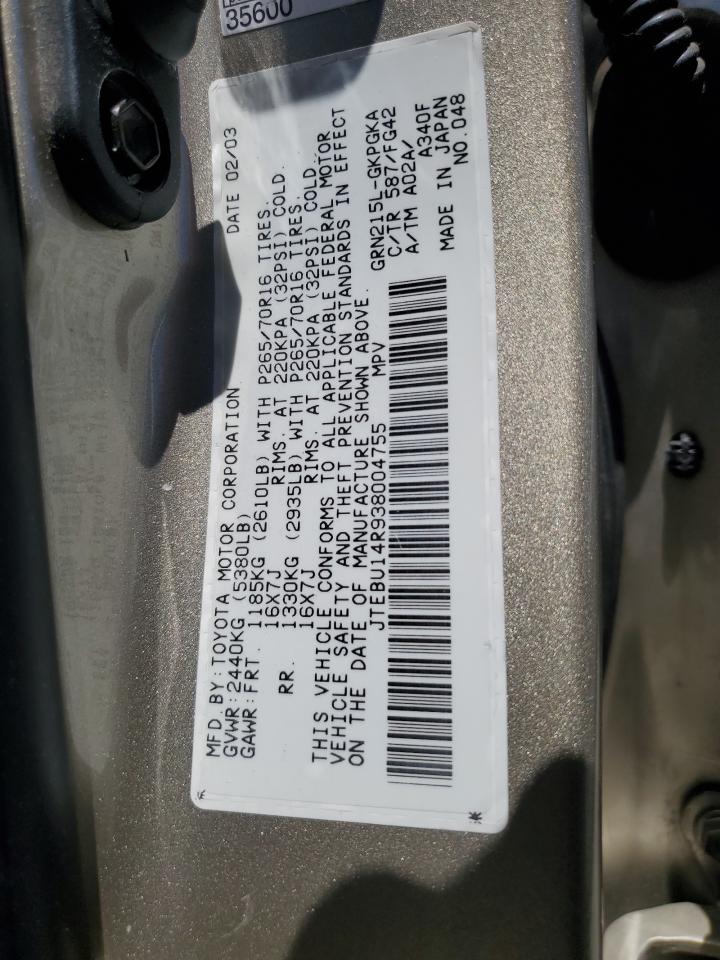 35600
MFD.BY:TOYOTA MOTOR CORPORATION DATE 02/03
GVWR:2440KG (5380LB)
GAWR:FRT. 1185KG (2610LB) WITH P265/70R16 TIRES.
16X7J RIMS. AT 220KPA (32PSI) COLD.
RR. 1330KG (2935LB) WITH P265/70R16 TIRES.
16X7J RIMS. AT 220KPA (32PSI) COLD.
THIS VEHICLE CONFORMS TO ALL APPLICABLE FEDERAL MOTOR
VEHICLE SAFETY AND THEFT PREVENTION STANDARDS IN EFFECT
ON THE DATE OF MANUFACTURE SHOWN ABOVE.
JTEBU14R938004755 MPV
GRN215L-GKPGKA
C/TR 587/FG42
A/TM A02A/
A340F
MADE IN JAPAN
NO.048